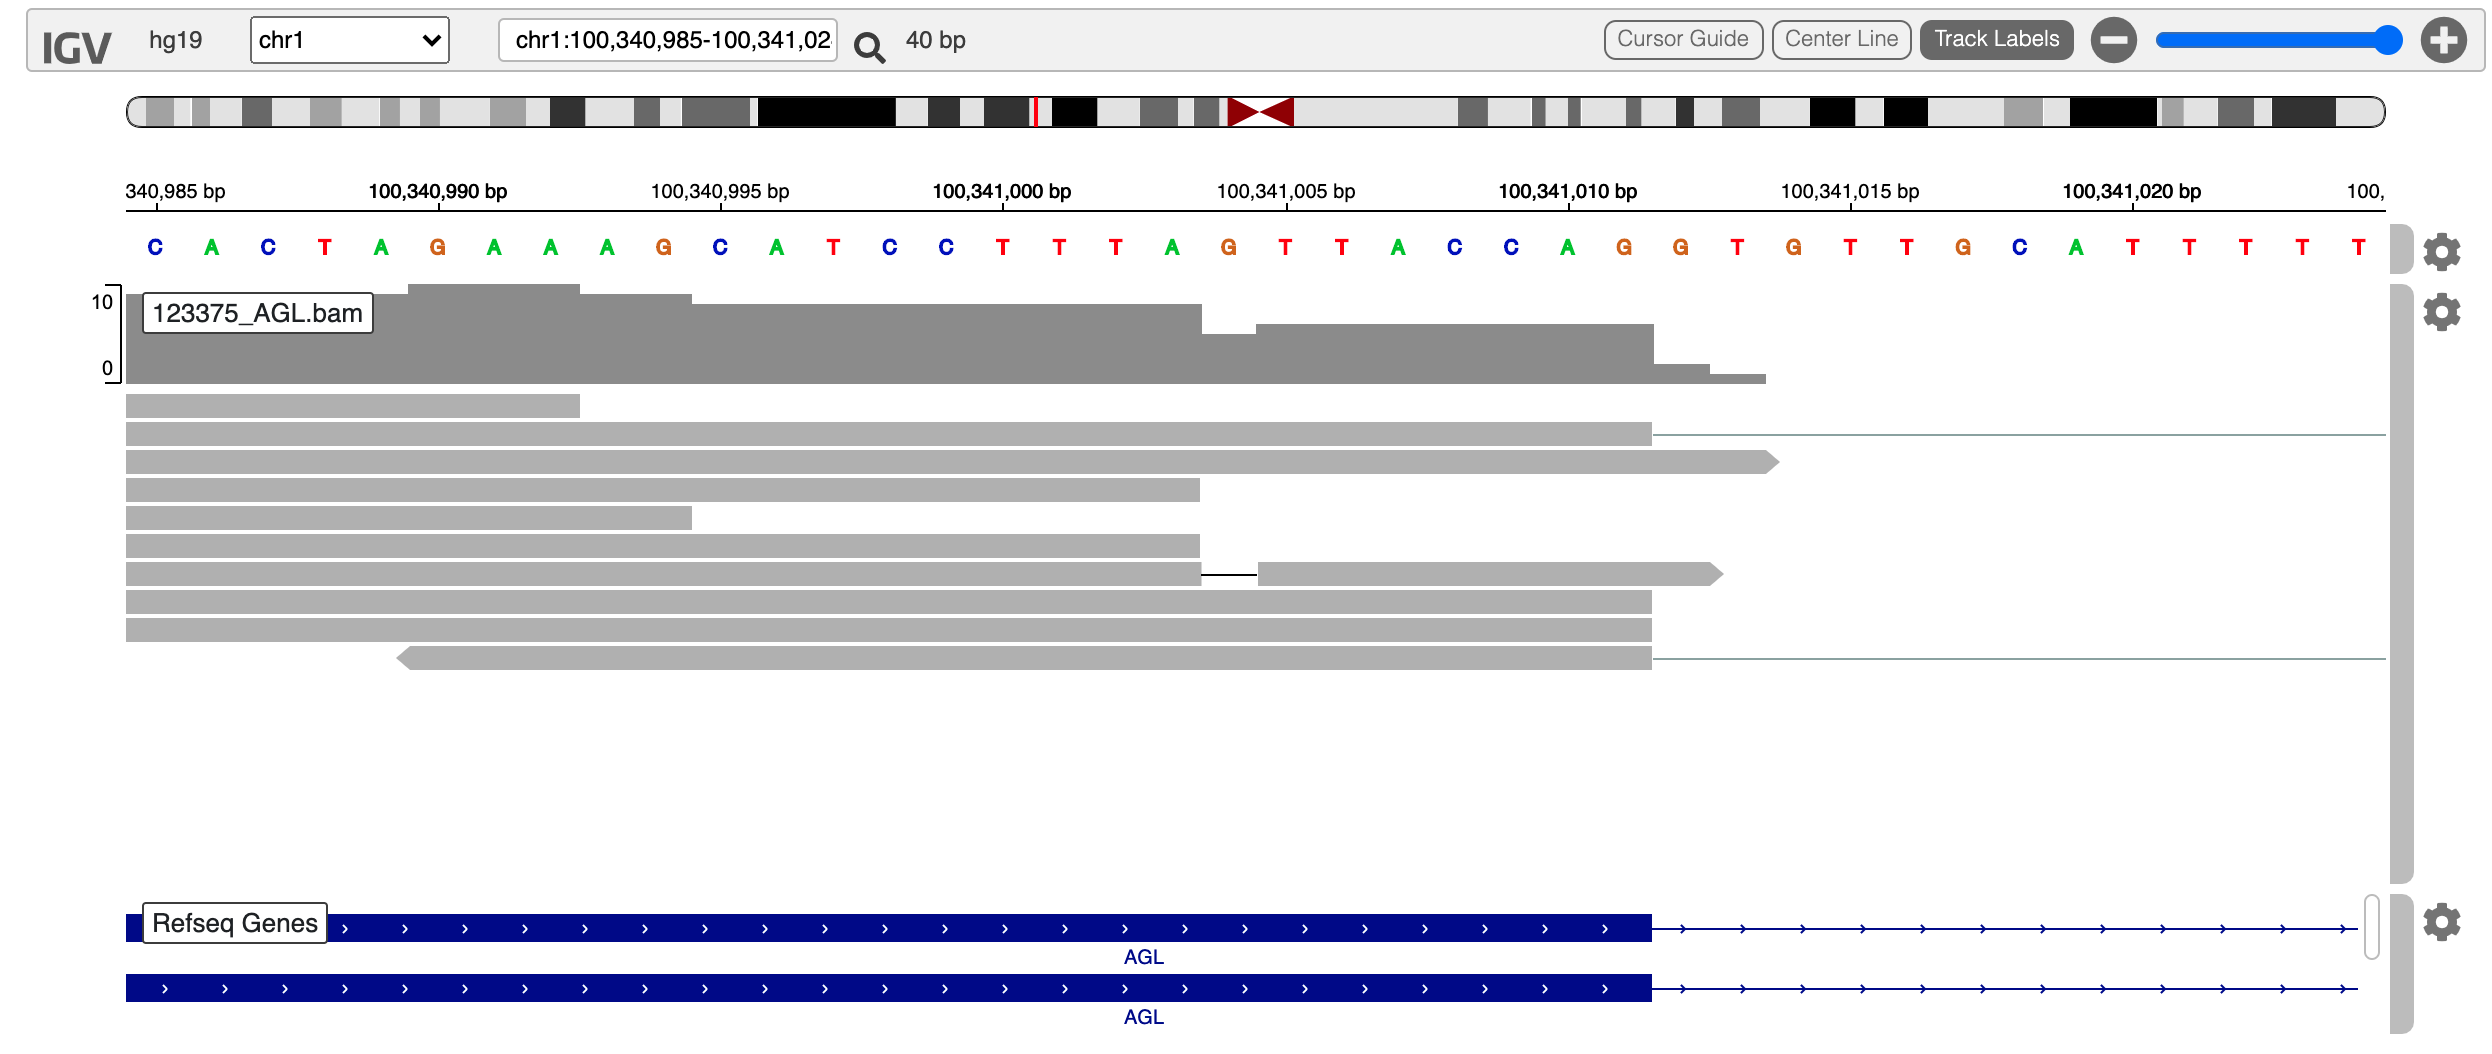 IGV hg19 chr1 chr1:100,340,985-100,341,02 40 bp Cursor Guide Center Line Track Labels
340,985 bp 100,340,990 bp 100,340,995 bp 100,341,000 bp 100,341,005 bp 100,341,010 bp 100,341,015 bp 100,341,020 bp 100,
C A C T A G A A A G C A T C C T T T A G T T A C C A G G T G T T G C A T T T T T
10
123375_AGL.bam
0
Refseq Genes
AGL
AGL